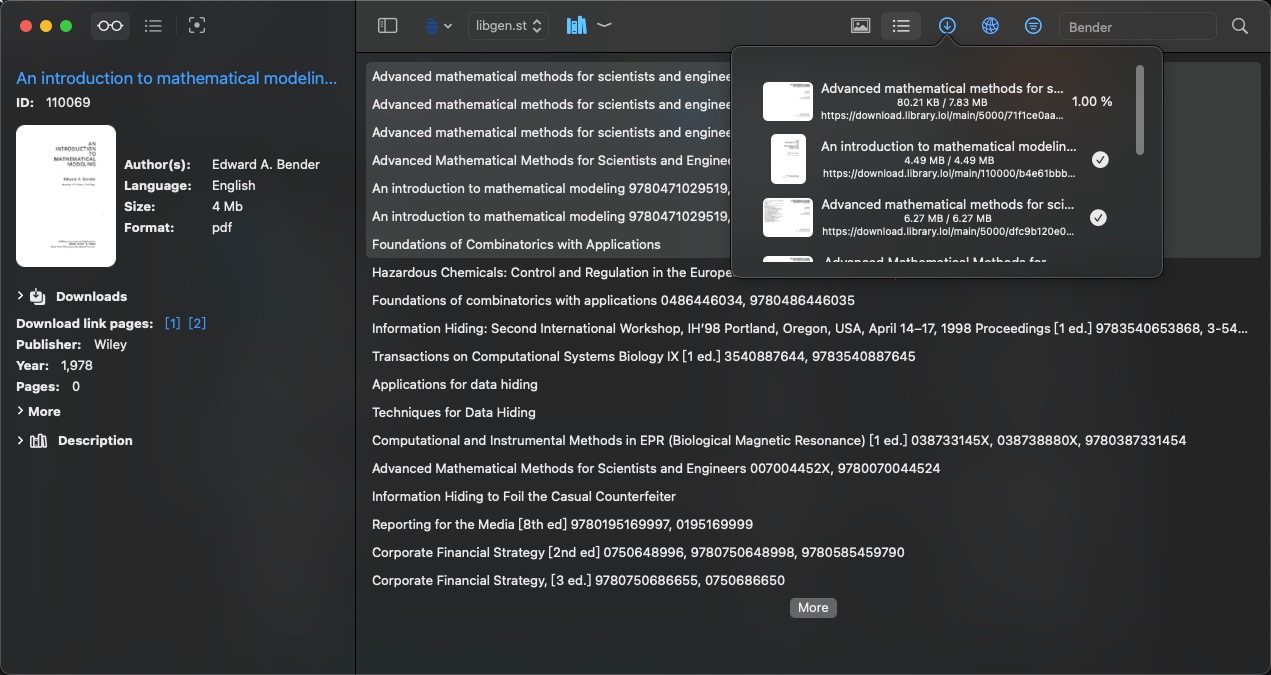 libgen.st
Bender
An introduction to mathematical modelin...
ID: 110069
AN
INTRODUCTION
TO
MATHEMATICAL
MODELING
Edward A. Bender
Author(s): Edward A. Bender
Language: English
Size: 4 Mb
Format: pdf
Downloads
Download link pages: [1] [2]
Publisher: Wiley
Year: 1,978
Pages: 0
More
Description
Advanced mathematical methods for scientists and enginee
Advanced mathematical methods for scientists and enginee
Advanced mathematical methods for scientists and enginee
Advanced Mathematical Methods for Scientists and Enginee
An introduction to mathematical modeling 9780471029519,
An introduction to mathematical modeling 9780471029519,
Foundations of Combinatorics with Applications
Hazardous Chemicals: Control and Regulation in the Europe
Foundations of combinatorics with applications 0486446034, 9780486446035
Information Hiding: Second International Workshop, IH'98 Portland, Oregon, USA, April 14–17, 1998 Proceedings [1 ed.] 9783540653868, 3-54...
Transactions on Computational Systems Biology IX [1 ed.] 3540887644, 9783540887645
Applications for data hiding
Techniques for Data Hiding
Computational and Instrumental Methods in EPR (Biological Magnetic Resonance) [1 ed.] 038733145X, 038738880X, 9780387331454
Advanced Mathematical Methods for Scientists and Engineers 007004452X, 9780070044524
Information Hiding to Foil the Casual Counterfeiter
Reporting for the Media [8th ed] 9780195169997, 0195169999
Corporate Financial Strategy [2nd ed] 0750648996, 9780750648998, 9780585459790
Corporate Financial Strategy, [3 ed.] 9780750686655, 0750686650
More
Advanced mathematical methods for s...
80.21 KB / 7.83 MB
https://download.library.lol/main/5000/71f1ce0aa...
1.00 %
An introduction to mathematical modelin...
4.49 MB / 4.49 MB
https://download.library.lol/main/110000/b4e61bbb...
Advanced mathematical methods for sci...
6.27 MB / 6.27 MB
https://download.library.lol/main/5000/dfc9b120e0...
Advanced Mathematical Methods for